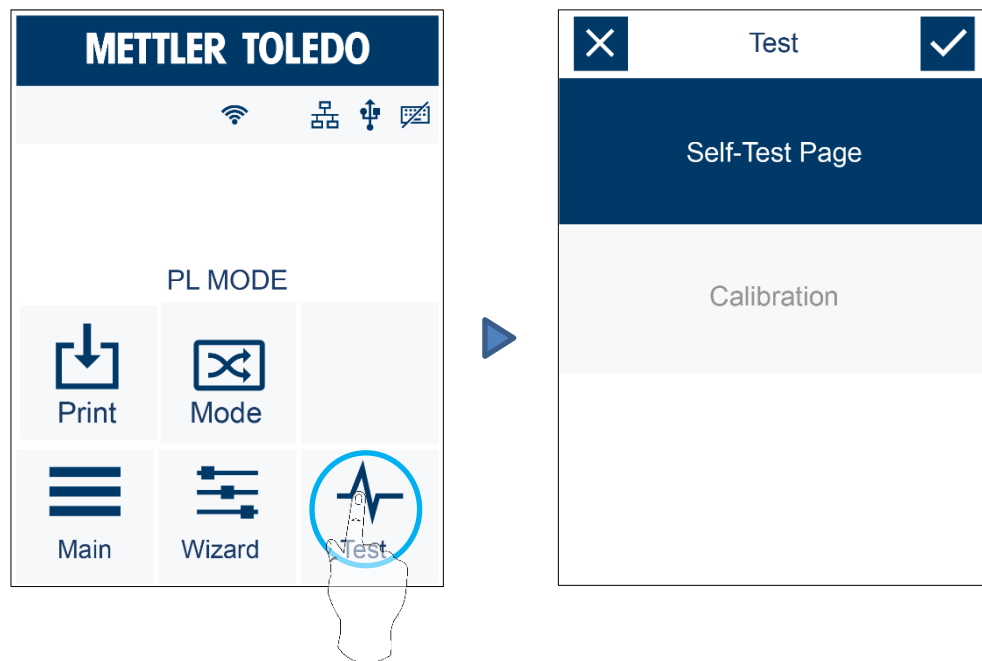 METTLER TOLEDO
PL MODE
Print
Mode
Main
Wizard
Test
Test
Self-Test Page
Calibration